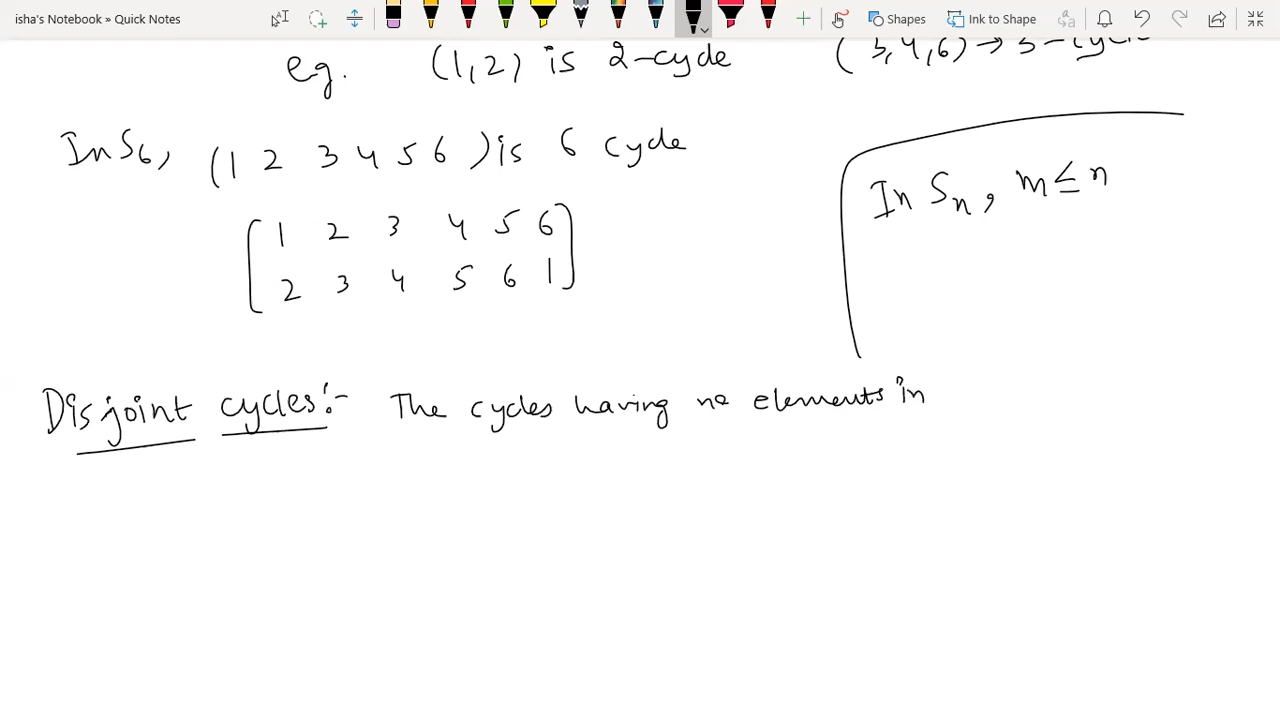 isha's Notebook » Quick Notes
Shapes
Ink to Shape
eg. (1,2) is 2-cycle
(3,4,6) → 3-cycle
In S6, (1 2 3 4 5 6) is 6 cycle
In Sn, m ≤ n
[1 2 3 4 5 6
2 3 4 5 6 1]
Disjoint cycles:- The cycles having no elements in